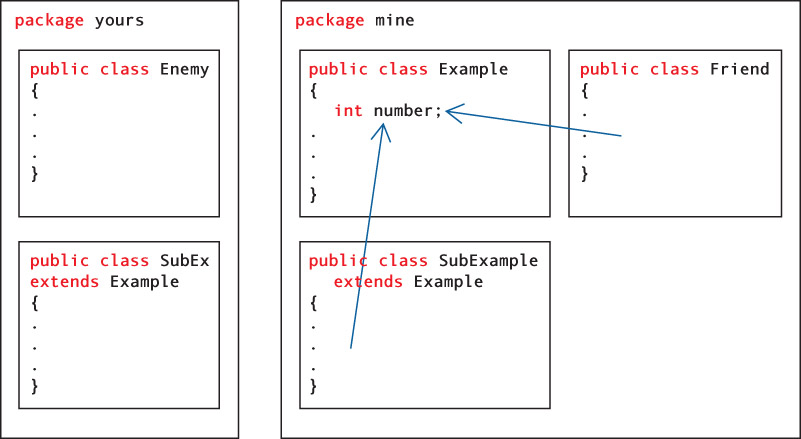 package yours
public class Enemy
{
.
.
.
}
public class SubEx
extends Example
{
.
.
.
}
package mine
public class Example
{
int number;
.
.
.
}
public class Friend
{
.
.
.
}
public class SubExample
extends Example
{
.
.
.
}